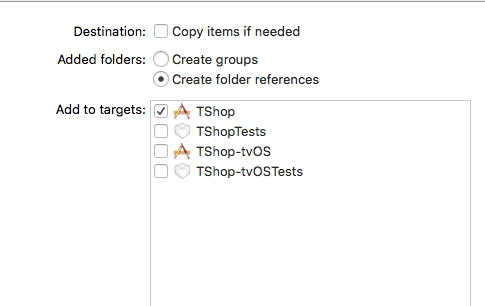 Destination: Copy items if needed
Added folders: Create groups
Create folder references
Add to targets: TShop
TShopTests
TShop-tvOS
TShop-tvOSTests